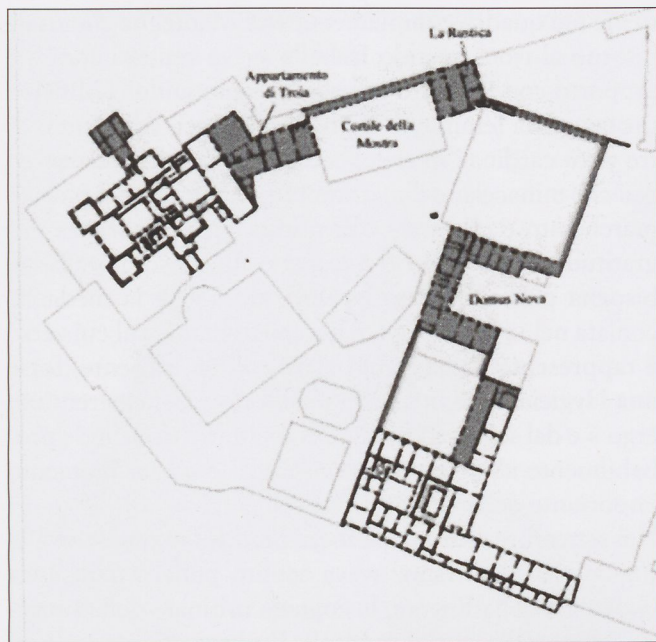 La Rustica
Appartamento
di Troia
Cortile della
Mostra
Domus Nova